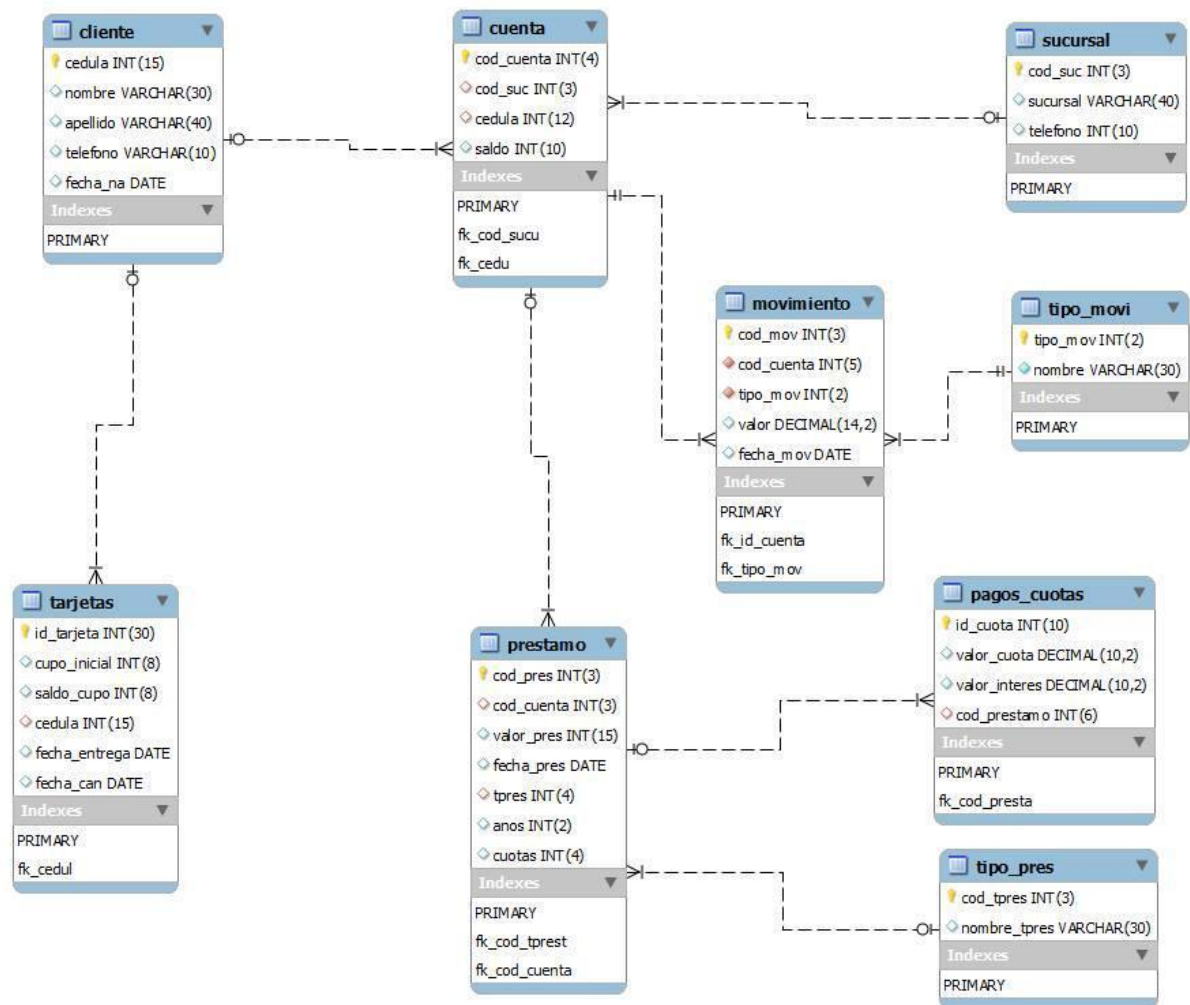 cliente
cedula INT(15)
nombre VARCHAR(30)
apellido VARCHAR(40)
telefono VARCHAR(10)
fecha_na DATE
Indexes
PRIMARY
cuenta
cod_cuenta INT(4)
cod_suc INT(3)
cedula INT(12)
saldo INT(10)
Indexes
PRIMARY
fk_cod_sucu
fk_cedu
sucursal
cod_suc INT(3)
sucursal VARCHAR(40)
telefono INT(10)
Indexes
PRIMARY
movimiento
cod_mov INT(3)
cod_cuenta INT(5)
tipo_mov INT(2)
valor DECIMAL(14,2)
fecha_mov DATE
Indexes
PRIMARY
fk_id_cuenta
fk_tipo_mov
tipo_movi
tipo_mov INT(2)
nombre VARCHAR(30)
Indexes
PRIMARY
tarjetas
id_tarjeta INT(30)
cupo_inicial INT(8)
saldo_cupo INT(8)
cedula INT(15)
fecha_entrega DATE
fecha_can DATE
Indexes
PRIMARY
fk_cedul
prestamo
cod_pres INT(3)
cod_cuenta INT(3)
valor_pres INT(15)
fecha_pres DATE
tpres INT(4)
anos INT(2)
cuotas INT(4)
Indexes
PRIMARY
fk_cod_tprest
fk_cod_cuenta
pagos_cuotas
id_cuota INT(10)
valor_cuota DECIMAL(10,2)
valor_interes DECIMAL(10,2)
cod_prestamo INT(6)
Indexes
PRIMARY
fk_cod_presta
tipo_pres
cod_tpres INT(3)
nombre_tpres VARCHAR(30)
Indexes
PRIMARY